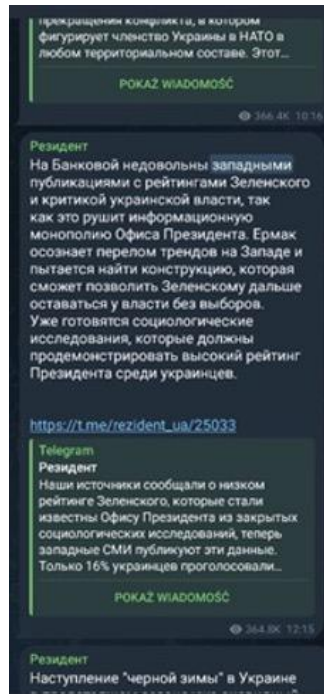 прекращения конфликта, в котором
фигурирует членство Украины в НАТО в
любом территориальном составе. Этот...
POKAŻ WIADOMOŚĆ
366.4K 10:16
Резидент
На Банковой недовольны западными
публикациями с рейтингами Зеленского
и критикой украинской власти, так
как это рушит информационную
монополию Офиса Президента. Ермак
осознает перелом трендов на Западе и
пытается найти конструкцию, которая
сможет позволить Зеленскому дальше
оставаться у власти без выборов.
Уже готовятся социологические
исследования, которые должны
продемонстрировать высокий рейтинг
Президента среди украинцев.
https://t.me/rezident_ua/25033
Telegram
Резидент
Наши источники сообщали о низком
рейтинге Зеленского, которые стали
известны Офису Президента из закрытых
социологических исследований, теперь
западные СМИ публикуют эти данные.
Только 16% украинцев проголосовали...
POKAŻ WIADOMOŚĆ
364.8K 12:15
Резидент
Наступление "черной зимы" в Украине